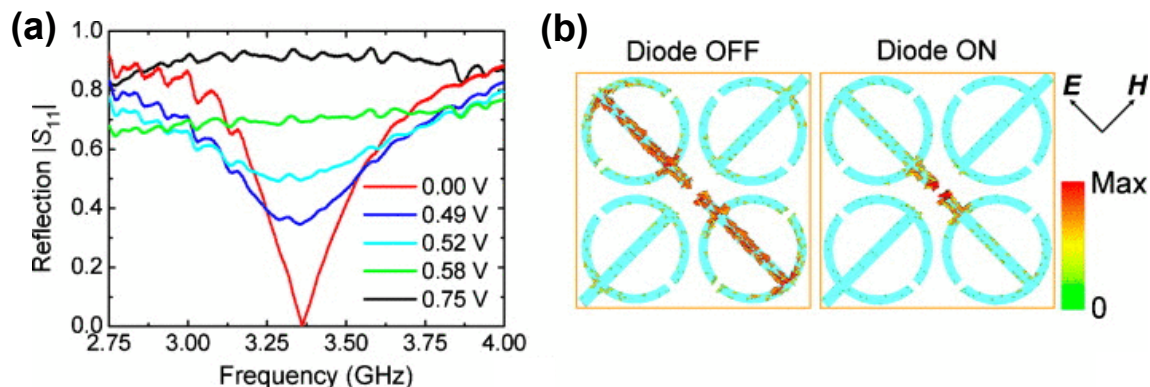 (a)
Reflection |S11|
1.0
0.8
0.6
0.4
0.2
0.0
2.75 3.00 3.25 3.50 3.75 4.00
Frequency (GHz)
0.00 V
0.49 V
0.52 V
0.58 V
0.75 V
(b)
Diode OFF Diode ON
E H
Max
0